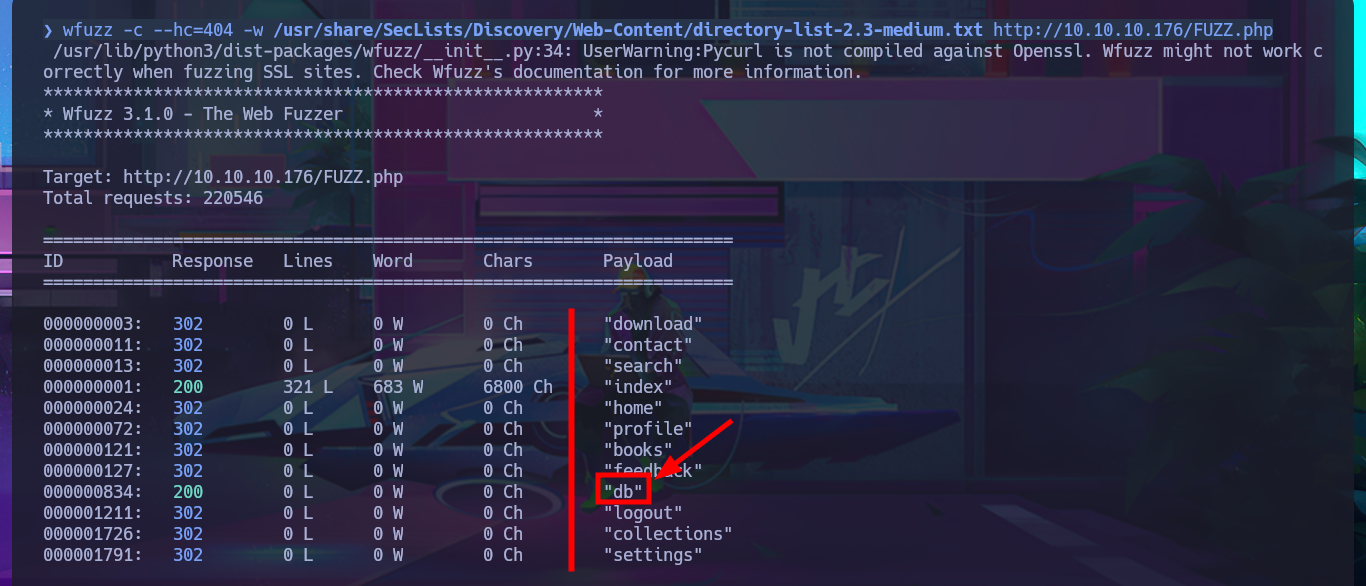 ❯ wfuzz -c --hc=404 -w /usr/share/SecLists/Discovery/Web-Content/directory-list-2.3-medium.txt http://10.10.10.176/FUZZ.php
/usr/lib/python3/dist-packages/wfuzz/__init__.py:34: UserWarning:Pycurl is not compiled against Openssl. Wfuzz might not work c
orrectly when fuzzing SSL sites. Check Wfuzz's documentation for more information.
********************************************************
* Wfuzz 3.1.0 - The Web Fuzzer                         *
********************************************************
Target: http://10.10.10.176/FUZZ.php
Total requests: 220546
=====================================================================
ID           Response   Lines    Word       Chars       Payload
=====================================================================
000000003:   302        0 L      0 W        0 Ch        "download"
000000011:   302        0 L      0 W        0 Ch        "contact"
000000013:   302        0 L      0 W        0 Ch        "search"
000000001:   200        321 L    683 W      6800 Ch     "index"
000000024:   302        0 L      0 W        0 Ch        "home"
000000072:   302        0 L      0 W        0 Ch        "profile"
000000121:   302        0 L      0 W        0 Ch        "books"
000000127:   302        0 L      0 W        0 Ch        "feedback"
000000834:   200        0 L      0 W        0 Ch        "db"
000001211:   302        0 L      0 W        0 Ch        "logout"
000001726:   302        0 L      0 W        0 Ch        "collections"
000001791:   302        0 L      0 W        0 Ch        "settings"